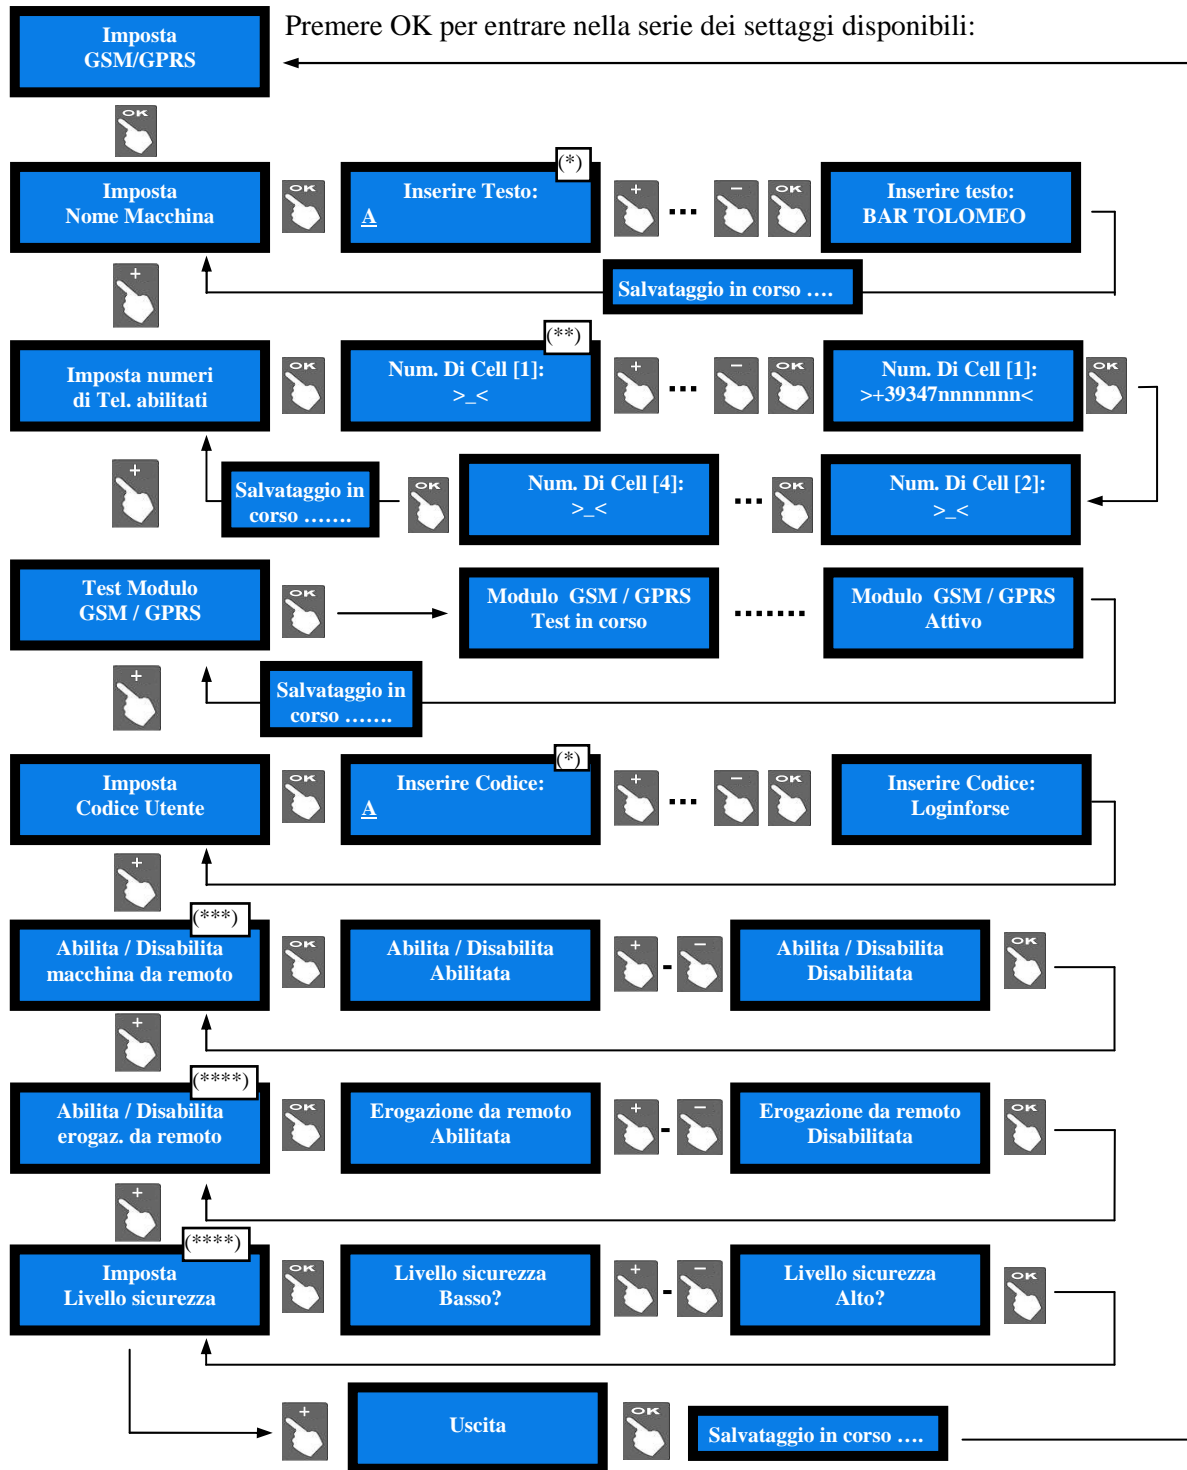 Premere OK per entrare nella serie dei settaggi disponibili:
Imposta
GSM/GPRS
OK
(*)
Imposta
Nome Macchina
OK
Inserire Testo:
A
+
...
−
OK
Inserire testo:
BAR TOLOMEO
Salvataggio in corso ….
+
(**)
Imposta numeri
di Tel. abilitati
OK
Num. Di Cell [1]:
>_<
+
...
−
OK
Num. Di Cell [1]:
>+39347nnnnnnn<
OK
+
Salvataggio in
corso …….
OK
Num. Di Cell [4]:
>_<
...
OK
Num. Di Cell [2]:
>_<
Test Modulo
GSM / GPRS
OK
Modulo  GSM / GPRS
Test in corso
.......
Modulo  GSM / GPRS
Attivo
+
Salvataggio in
corso …….
(*)
Imposta
Codice Utente
OK
Inserire Codice:
A
+
...
−
OK
Inserire Codice:
Loginforse
+
(***)
Abilita / Disabilita
macchina da remoto
OK
Abilita / Disabilita
Abilitata
+
-
−
Abilita / Disabilita
Disabilitata
OK
+
(****)
Abilita / Disabilita
erogaz. da remoto
OK
Erogazione da remoto
Abilitata
+
-
−
Erogazione da remoto
Disabilitata
OK
+
(****)
Imposta
Livello sicurezza
OK
Livello sicurezza
Basso?
+
-
−
Livello sicurezza
Alto?
OK
+
Uscita
OK
Salvataggio in corso ….